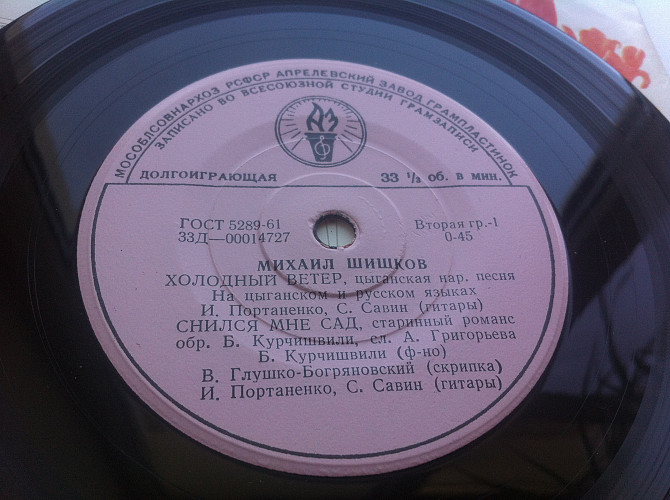 МОСОБЛСОВНАРХОЗ РСФСР АПРЕЛЕВСКИЙ ЗАВОД ГРАМПЛАСТИНОК
ЗАПИСАНО ВО ВСЕСОЮЗНОЙ СТУДИИ ГРАМЗАПИСИ
АЗ
ДОЛГОИГРАЮЩАЯ 33 1/3 об. в мин.
ГОСТ 5289-61 Вторая гр.-1
33Д—00014727 0-45
МИХАИЛ ШИШКОВ
ХОЛОДНЫЙ ВЕТЕР, цыганская нар. песня
На цыганском и русском языках
И. Портаненко, С. Савин (гитары)
СНИЛСЯ МНЕ САД, старинный романс
обр. Б. Курчишвили, сл. А. Григорьева
Б. Курчишвили (ф-но)
В. Глушко-Богряновский (скрипка)
И. Портаненко, С. Савин (гитары)